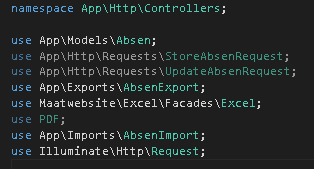 namespace App\Http\Controllers;
use App\Models\Absen;
use App\Http\Requests\StoreAbsenRequest;
use App\Http\Requests\UpdateAbsenRequest;
use App\Exports\AbsenExport;
use Maatwebsite\Excel\Facades\Excel;
use PDF;
use App\Imports\AbsenImport;
use Illuminate\Http\Request;